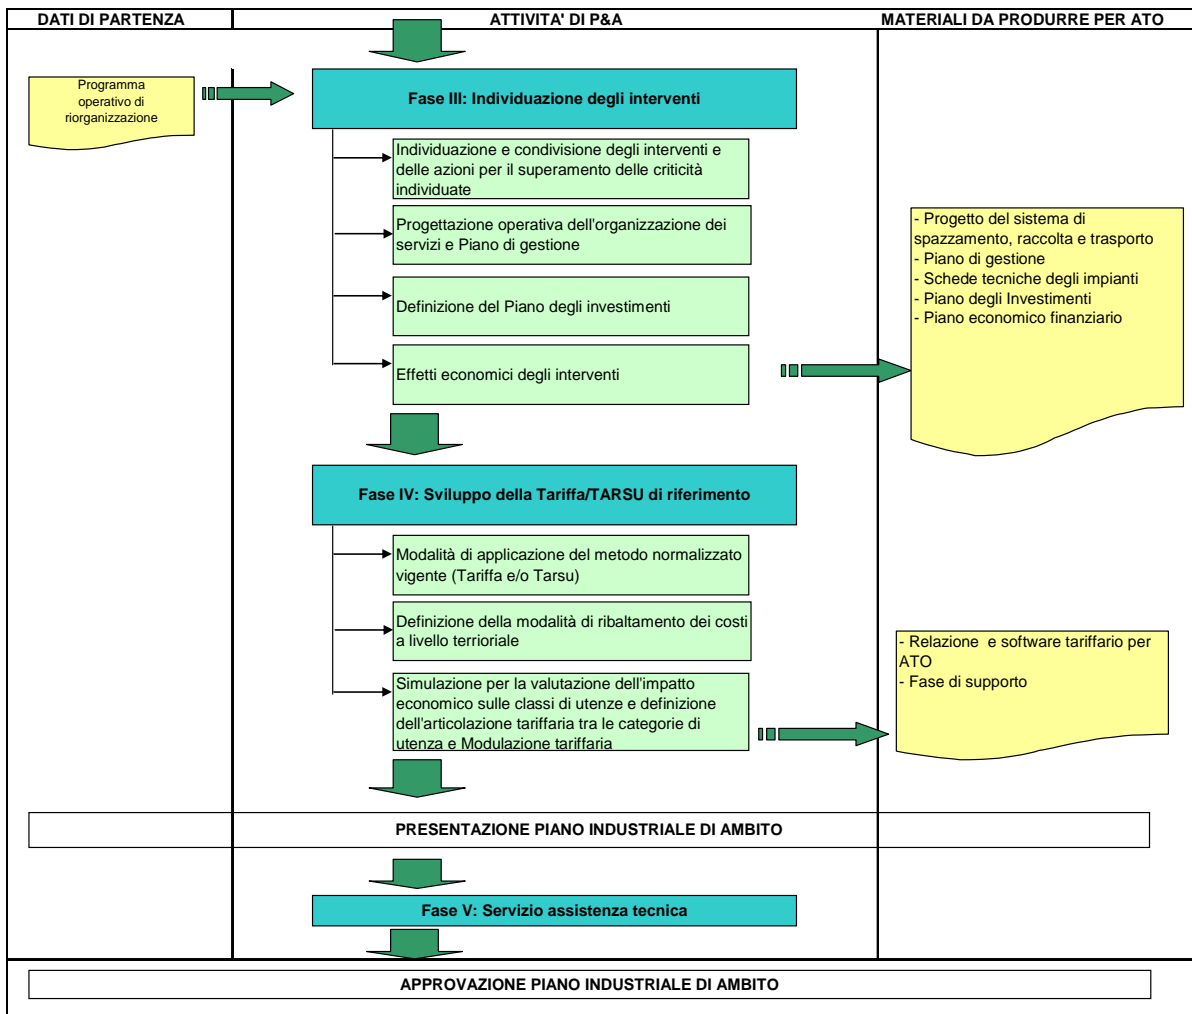 DATI DI PARTENZA
ATTIVITA' DI P&A
MATERIALI DA PRODURRE PER ATO
Programma
operativo di
riorganizzazione
Fase III: Individuazione degli interventi
Individuazione e condivisione degli interventi e
delle azioni per il superamento delle criticità
individuate
Progettazione operativa dell'organizzazione dei
servizi e Piano di gestione
Definizione del Piano degli investimenti
Effetti economici degli interventi
- Progetto del sistema di
spazzamento, raccolta e trasporto
- Piano di gestione
- Schede tecniche degli impianti
- Piano degli Investimenti
- Piano economico finanziario
Fase IV: Sviluppo della Tariffa/TARSU di riferimento
Modalità di applicazione del metodo normalizzato
vigente (Tariffa e/o Tarsu)
Definizione della modalità di ribaltamento dei costi
a livello terrioriale
Simulazione per la valutazione dell'impatto
economico sulle classi di utenze e definizione
dell'articolazione tariffaria tra le categorie di
utenza e Modulazione tariffaria
- Relazione e software tariffario per
ATO
- Fase di supporto
PRESENTAZIONE PIANO INDUSTRIALE DI AMBITO
Fase V: Servizio assistenza tecnica
APPROVAZIONE PIANO INDUSTRIALE DI AMBITO